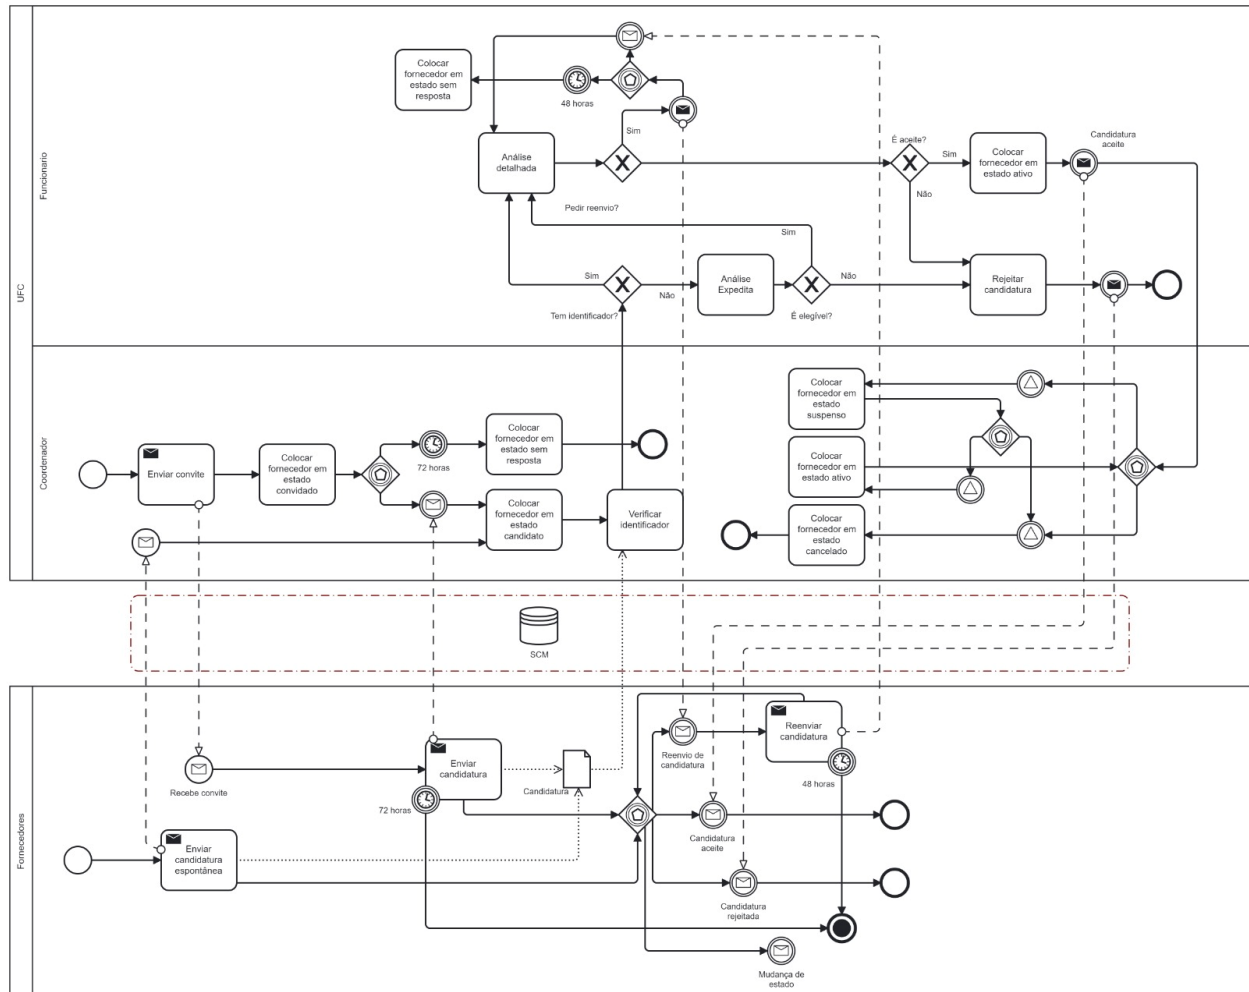 UFC
Funcionario
Colocar
fornecedor em
estado sem
resposta
48 horas
Sim
Análise
detalhada
É aceite?
Sim
Colocar
fornecedor em
estado ativo
Candidatura
aceite
Não
Pedir reenvio?
Sim
Sim
Não
Análise
Expedita
Não
Rejeitar
candidatura
Tem identificador?
É elegível?
Coordenador
Enviar convite
Colocar
fornecedor em
estado
convidado
72 horas
Colocar
fornecedor em
estado sem
resposta
Colocar
fornecedor em
estado
candidato
Verificar
identificador
Colocar
fornecedor em
estado
suspenso
Colocar
fornecedor em
estado ativo
Colocar
fornecedor em
estado
cancelado
SCM
Fornecedores
Recebe convite
Enviar
candidatura
72 horas
Candidatura
Enviar
candidatura
espontânea
Reenvio de
candidatura
Reenviar
candidatura
48 horas
Candidatura
aceite
Candidatura
rejeitada
Mudança de
estado